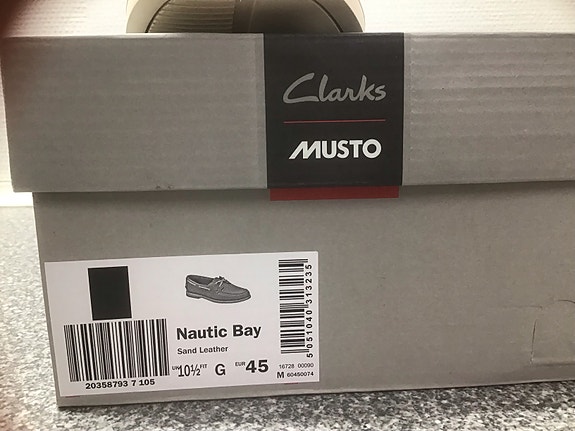 Clarks
MUSTO
Nautic Bay
Sand Leather
UK 10½ FIT G EUR 45
20358793 7 105
5 051040 313235
16728 00090
M 60450074